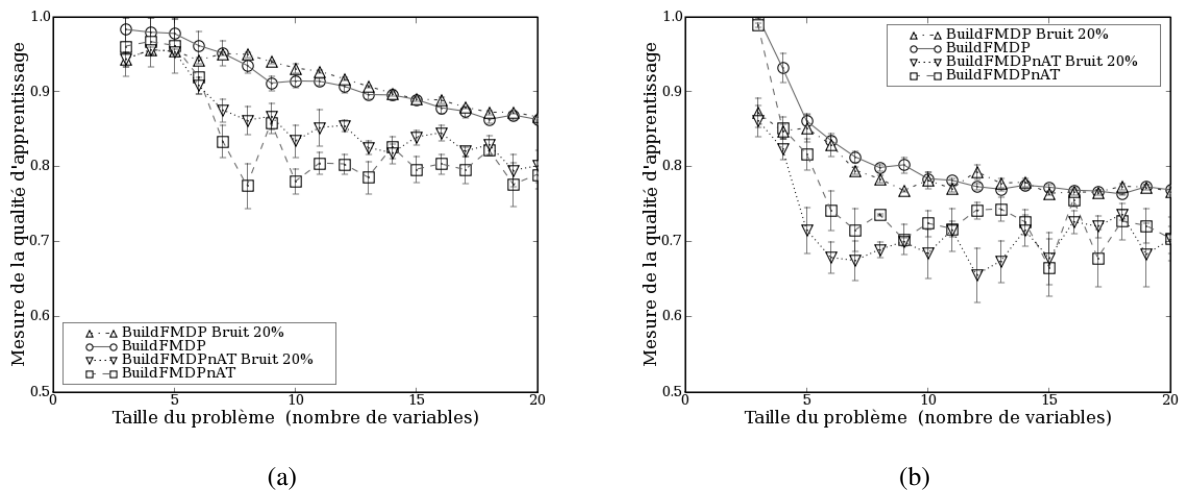 1.0
0.9
0.8
0.7
0.6
0.5
Mesure de la qualité d'apprentissage
BuildFMDP Bruit 20%
BuildFMDP
BuildFMDPnAT Bruit 20%
BuildFMDPnAT
0 5 10 15 20
Taille du problème (nombre de variables)
(a)
1.0
0.9
0.8
0.7
0.6
0.5
Mesure de la qualité d'apprentissage
BuildFMDP Bruit 20%
BuildFMDP
BuildFMDPnAT Bruit 20%
BuildFMDPnAT
0 5 10 15 20
Taille du problème (nombre de variables)
(b)